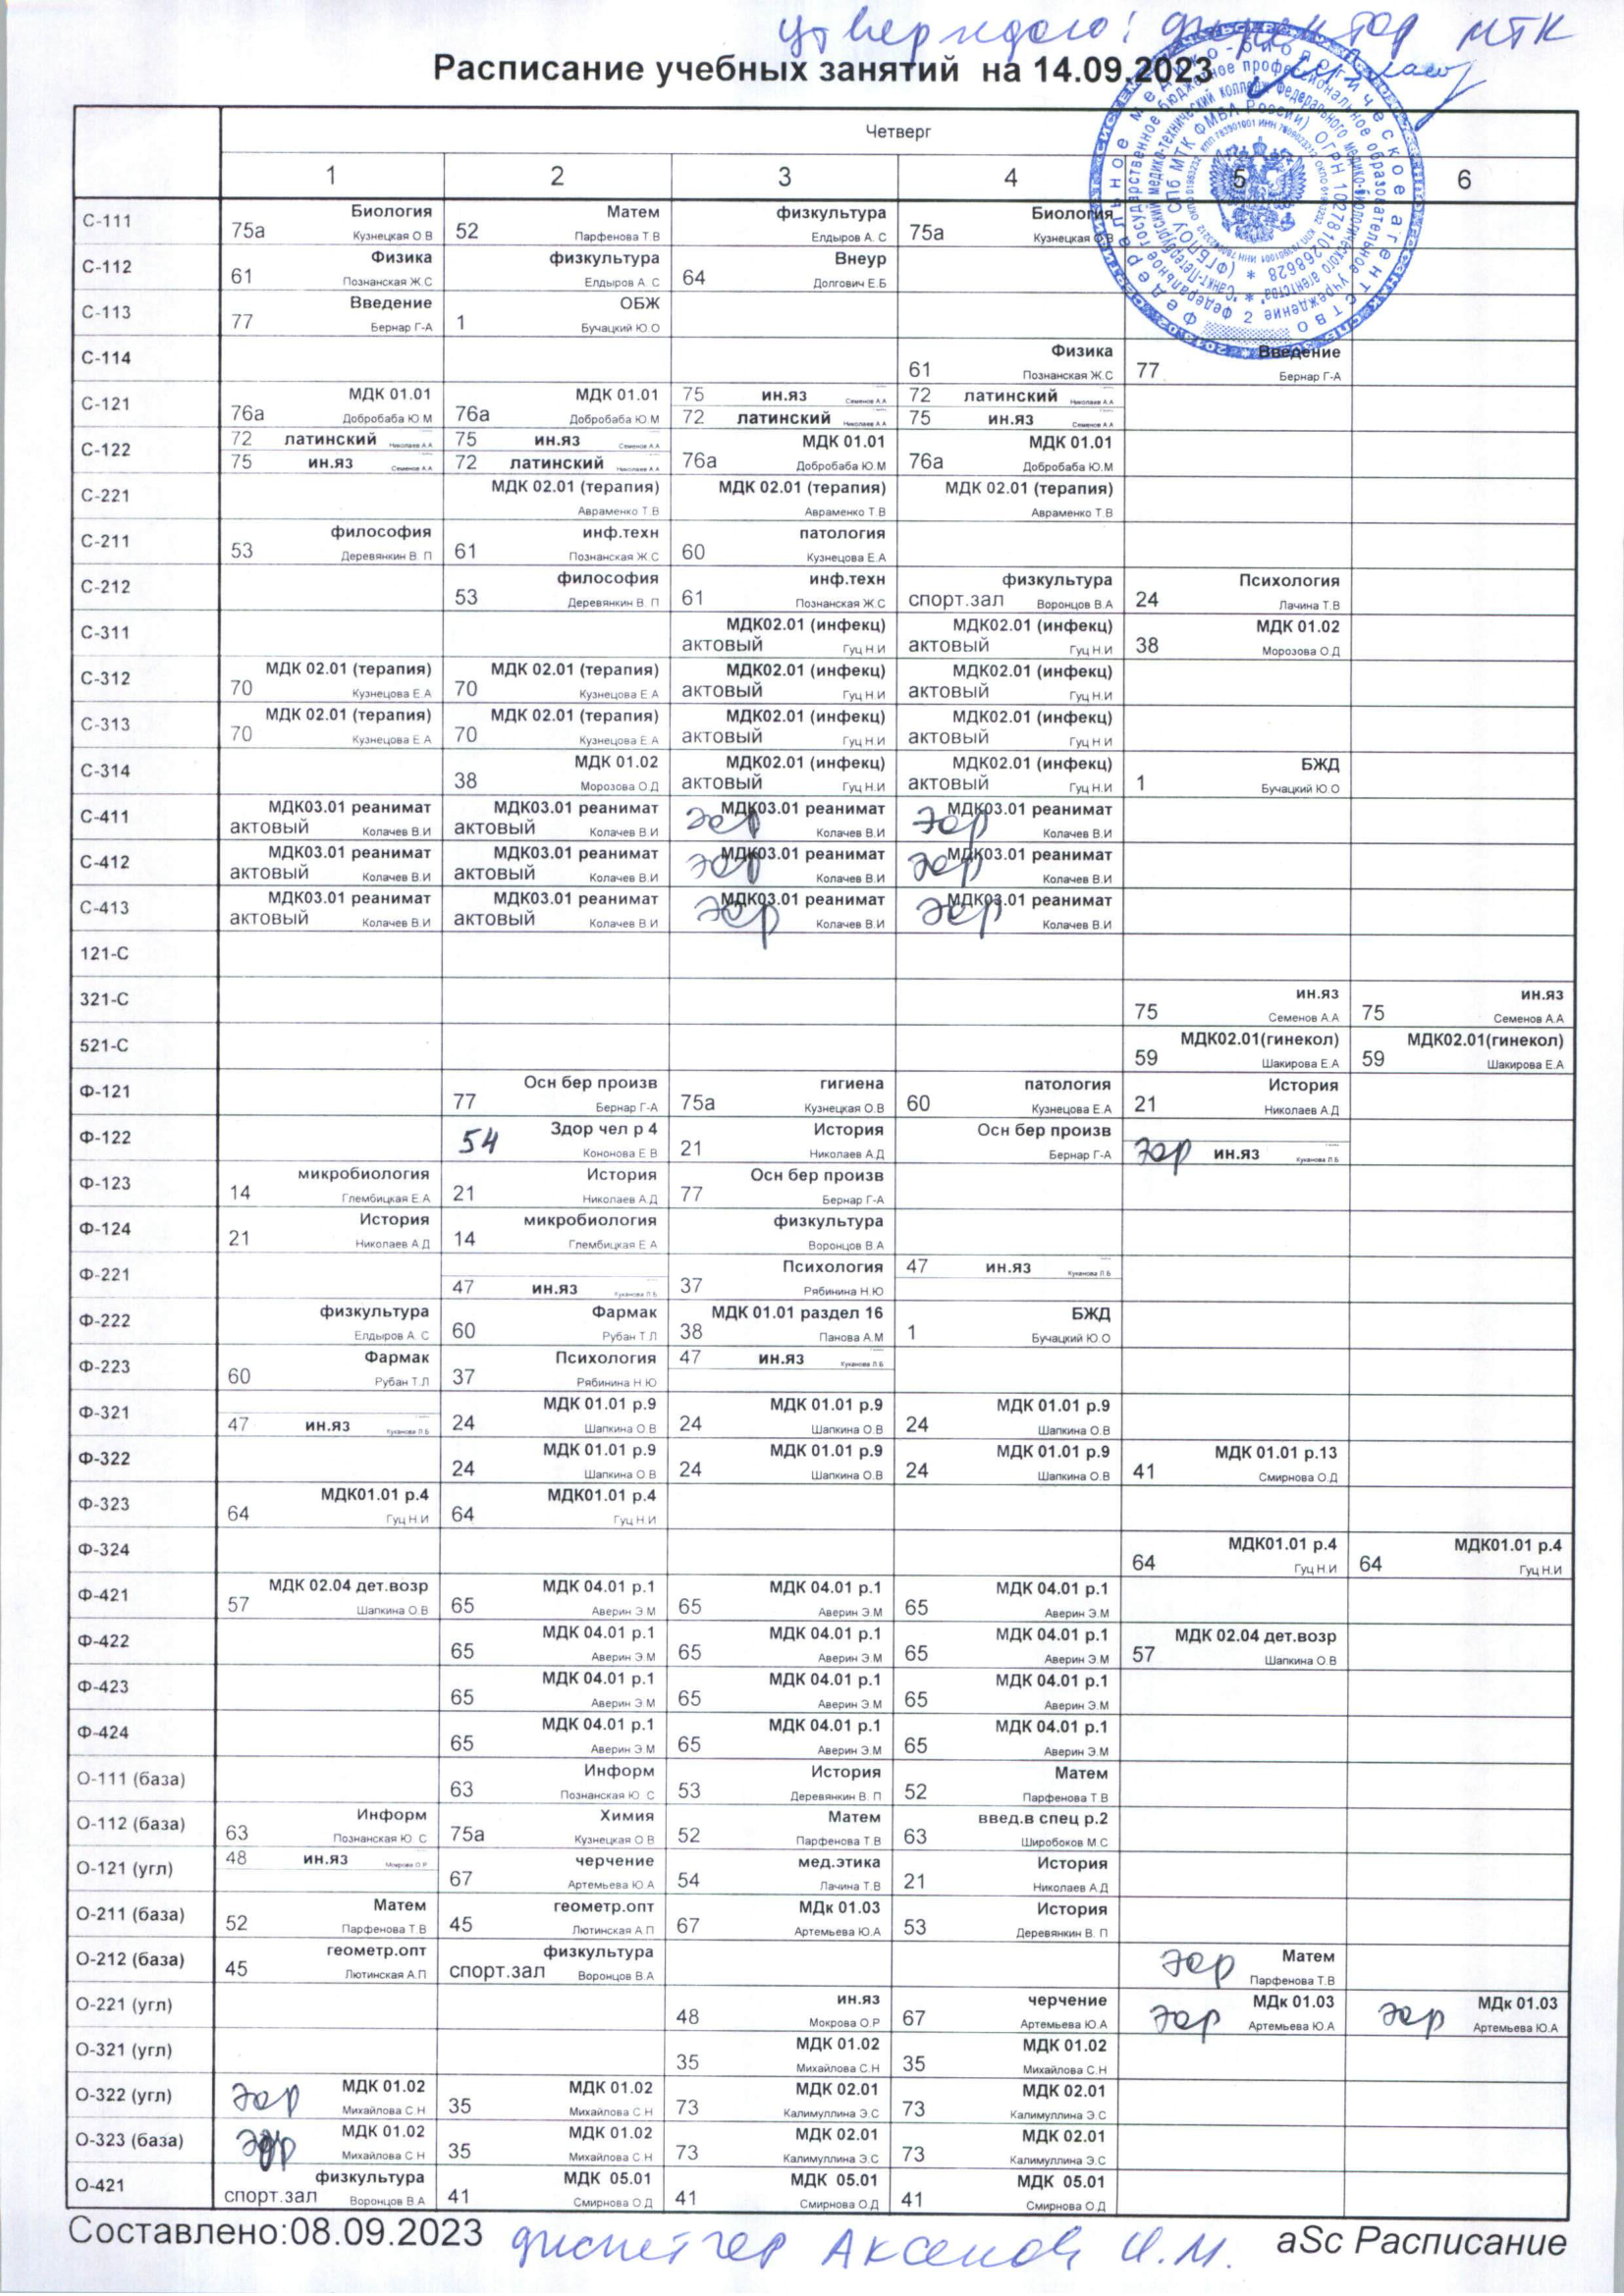 Утверждаю: директор МТК
Расписание учебных занятий на 14.09.2023
Четверг
1 2 3 4 5 6
С-111 75а Биология Кузнецкая О.В 52 Матем Парфенова Т.В физкультура Елдыров А. С 75а Биология Кузнецкая О.В
С-112 61 Физика Познанская Ж.С физкультура Елдыров А. С 64 Внеур Долгович Е.Б
С-113 77 Введение Бернар Г-А 1 ОБЖ Бучацкий Ю.О
С-114 61 Физика Познанская Ж.С 77 Введение Бернар Г-А
С-121 76а МДК 01.01 Добробаба Ю.М 76а МДК 01.01 Добробаба Ю.М 75 ин.яз Семенов А.А 72 латинский Николаев А.А
72 латинский Николаев А.А 75 ин.яз Семенов А.А
С-122 72 латинский Николаев А.А 75 ин.яз Семенов А.А 76а МДК 01.01 Добробаба Ю.М 76а МДК 01.01 Добробаба Ю.М
75 ин.яз Семенов А.А 72 латинский Николаев А.А
С-221 МДК 02.01 (терапия) Авраменко Т.В МДК 02.01 (терапия) Авраменко Т.В МДК 02.01 (терапия) Авраменко Т.В
С-211 53 философия Деревянкин В. П 61 инф.техн Познанская Ж.С 60 патология Кузнецова Е.А
С-212 53 философия Деревянкин В. П 61 инф.техн Познанская Ж.С спорт.зал физкультура Воронцов В.А 24 Психология Лачина Т.В
С-311 актовый МДК02.01 (инфекц) Гуц Н.И актовый МДК02.01 (инфекц) Гуц Н.И 38 МДК 01.02 Морозова О.Д
С-312 70 МДК 02.01 (терапия) Кузнецова Е.А 70 МДК 02.01 (терапия) Кузнецова Е.А актовый МДК02.01 (инфекц) Гуц Н.И актовый МДК02.01 (инфекц) Гуц Н.И
С-313 70 МДК 02.01 (терапия) Кузнецова Е.А 70 МДК 02.01 (терапия) Кузнецова Е.А актовый МДК02.01 (инфекц) Гуц Н.И актовый МДК02.01 (инфекц) Гуц Н.И
С-314 38 МДК 01.02 Морозова О.Д актовый МДК02.01 (инфекц) Гуц Н.И актовый МДК02.01 (инфекц) Гуц Н.И 1 БЖД Бучацкий Ю.О
С-411 актовый МДК03.01 реанимат Колачев В.И актовый МДК03.01 реанимат Колачев В.И эор МДК03.01 реанимат Колачев В.И эор МДК03.01 реанимат Колачев В.И
С-412 актовый МДК03.01 реанимат Колачев В.И актовый МДК03.01 реанимат Колачев В.И эор МДК03.01 реанимат Колачев В.И эор МДК03.01 реанимат Колачев В.И
С-413 актовый МДК03.01 реанимат Колачев В.И актовый МДК03.01 реанимат Колачев В.И эор МДК03.01 реанимат Колачев В.И эор МДК03.01 реанимат Колачев В.И
121-С
321-С 75 ин.яз Семенов А.А 75 ин.яз Семенов А.А
521-С 59 МДК02.01(гинекол) Шакирова Е.А 59 МДК02.01(гинекол) Шакирова Е.А
Ф-121 77 Осн бер произв Бернар Г-А 75а гигиена Кузнецкая О.В 60 патология Кузнецова Е.А 21 История Николаев А.Д
Ф-122 54 Здор чел р 4 Кононова Е.В 21 История Николаев А.Д Осн бер произв Бернар Г-А эор ин.яз Куканова Л.Б
Ф-123 14 микробиология Глембицкая Е.А 21 История Николаев А.Д 77 Осн бер произв Бернар Г-А
Ф-124 21 История Николаев А.Д 14 микробиология Глембицкая Е.А физкультура Воронцов В.А
Ф-221 47 ин.яз Куканова Л.Б 37 Психология Рябинина Н.Ю 47 ин.яз Куканова Л.Б
Ф-222 физкультура Елдыров А. С 60 Фармак Рубан Т.Л 38 МДК 01.01 раздел 16 Панова А.М 1 БЖД Бучацкий Ю.О
Ф-223 60 Фармак Рубан Т.Л 37 Психология Рябинина Н.Ю 47 ин.яз Куканова Л.Б
Ф-321 47 ин.яз Куканова Л.Б 24 МДК 01.01 р.9 Шапкина О.В 24 МДК 01.01 р.9 Шапкина О.В 24 МДК 01.01 р.9 Шапкина О.В
Ф-322 24 МДК 01.01 р.9 Шапкина О.В 24 МДК 01.01 р.9 Шапкина О.В 24 МДК 01.01 р.9 Шапкина О.В 41 МДК 01.01 р.13 Смирнова О.Д
Ф-323 64 МДК01.01 р.4 Гуц Н.И 64 МДК01.01 р.4 Гуц Н.И
Ф-324 64 МДК01.01 р.4 Гуц Н.И 64 МДК01.01 р.4 Гуц Н.И
Ф-421 57 МДК 02.04 дет.возр Шапкина О.В 65 МДК 04.01 р.1 Аверин Э.М 65 МДК 04.01 р.1 Аверин Э.М 65 МДК 04.01 р.1 Аверин Э.М
Ф-422 65 МДК 04.01 р.1 Аверин Э.М 65 МДК 04.01 р.1 Аверин Э.М 65 МДК 04.01 р.1 Аверин Э.М 57 МДК 02.04 дет.возр Шапкина О.В
Ф-423 65 МДК 04.01 р.1 Аверин Э.М 65 МДК 04.01 р.1 Аверин Э.М 65 МДК 04.01 р.1 Аверин Э.М
Ф-424 65 МДК 04.01 р.1 Аверин Э.М 65 МДК 04.01 р.1 Аверин Э.М 65 МДК 04.01 р.1 Аверин Э.М
О-111 (база) 63 Информ Познанская Ю. С 53 История Деревянкин В. П 52 Матем Парфенова Т.В
О-112 (база) 63 Информ Познанская Ю. С 75а Химия Кузнецкая О.В 52 Матем Парфенова Т.В 63 введ.в спец р.2 Широбоков М.С
О-121 (угл) 48 ин.яз Мокрова О.Р 67 черчение Артемьева Ю.А 54 мед.этика Лачина Т.В 21 История Николаев А.Д
О-211 (база) 52 Матем Парфенова Т.В 45 геометр.опт Лютинская А.П 67 МДк 01.03 Артемьева Ю.А 53 История Деревянкин В. П
О-212 (база) 45 геометр.опт Лютинская А.П спорт.зал физкультура Воронцов В.А эор Матем Парфенова Т.В
О-221 (угл) 48 ин.яз Мокрова О.Р 67 черчение Артемьева Ю.А эор МДк 01.03 Артемьева Ю.А эор МДк 01.03 Артемьева Ю.А
О-321 (угл) 35 МДК 01.02 Михайлова С.Н 35 МДК 01.02 Михайлова С.Н
О-322 (угл) эор МДК 01.02 Михайлова С.Н 35 МДК 01.02 Михайлова С.Н 73 МДК 02.01 Калимуллина Э.С 73 МДК 02.01 Калимуллина Э.С
О-323 (база) эор МДК 01.02 Михайлова С.Н 35 МДК 01.02 Михайлова С.Н 73 МДК 02.01 Калимуллина Э.С 73 МДК 02.01 Калимуллина Э.С
О-421 спорт.зал физкультура Воронцов В.А 41 МДК 05.01 Смирнова О.Д 41 МДК 05.01 Смирнова О.Д 41 МДК 05.01 Смирнова О.Д
Составлено:08.09.2023 диспетчер Аксенов И.М. aSc Расписание